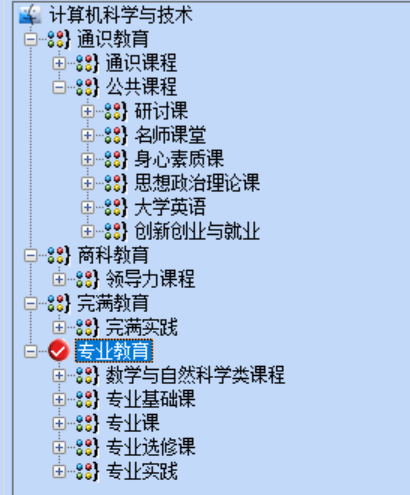 计算机科学与技术
通识教育
通识课程
公共课程
研讨课
名师课堂
身心素质课
思想政治理论课
大学英语
创新创业与就业
商科教育
领导力课程
完满教育
完满实践
专业教育
数学与自然科学类课程
专业基础课
专业课
专业选修课
专业实践